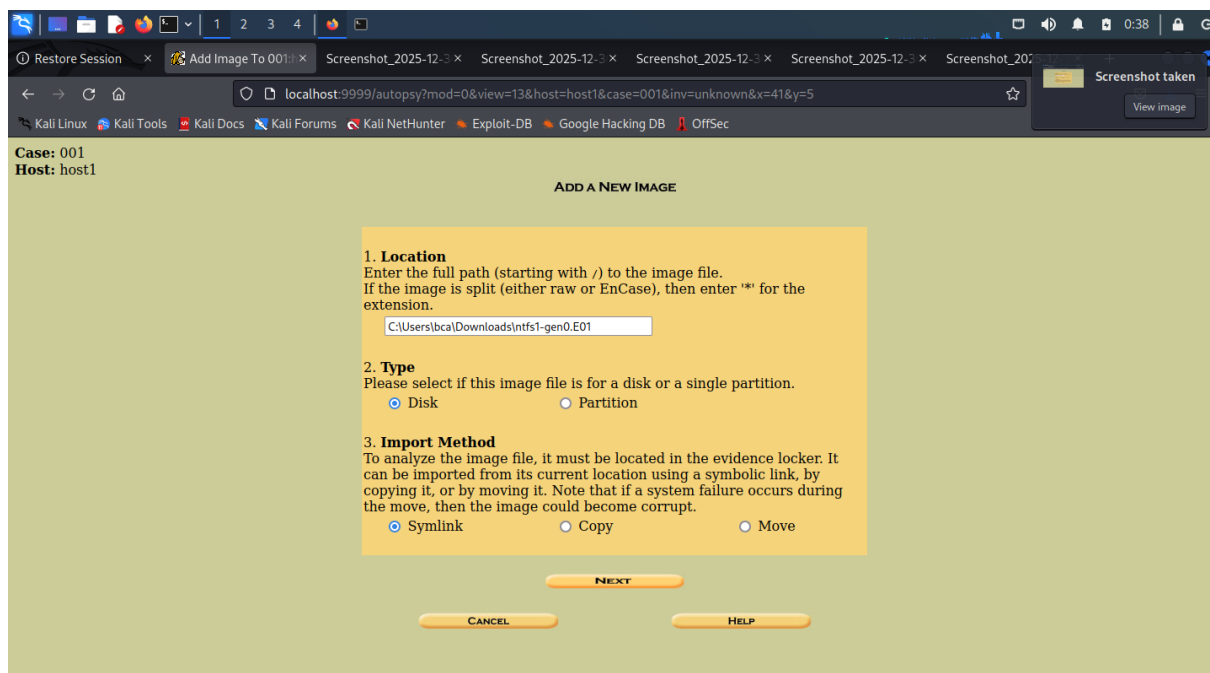 1 2 3 4 0:38 G
Restore Session × Add Image To 001:h × Screenshot_2025-12-3 × Screenshot_2025-12-3 × Screenshot_2025-12-3 × Screenshot_2025-12-3 × Screenshot_202
Screenshot taken
View image
localhost:9999/autopsy?mod=0&view=13&host=host1&case=001&inv=unknown&x=41&y=5
Kali Linux Kali Tools Kali Docs Kali Forums Kali NetHunter Exploit-DB Google Hacking DB OffSec
Case: 001
Host: host1
ADD A NEW IMAGE
1. Location
Enter the full path (starting with /) to the image file.
If the image is split (either raw or EnCase), then enter '*' for the
extension.
C:\Users\bca\Downloads\ntfs1-gen0.E01
2. Type
Please select if this image file is for a disk or a single partition.
Disk Partition
3. Import Method
To analyze the image file, it must be located in the evidence locker. It
can be imported from its current location using a symbolic link, by
copying it, or by moving it. Note that if a system failure occurs during
the move, then the image could become corrupt.
Symlink Copy Move
NEXT
CANCEL HELP